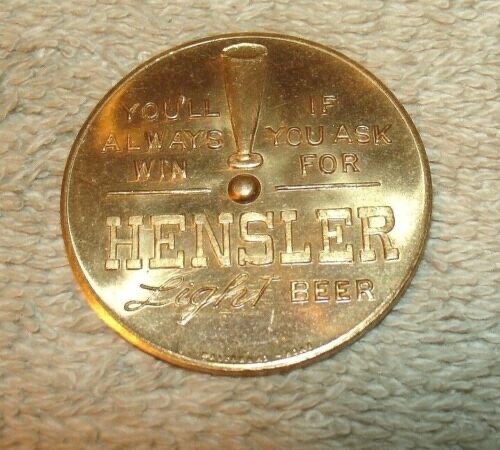 YOU'LL IF
ALWAYS YOU ASK
WIN FOR
HENSLER
Light BEER